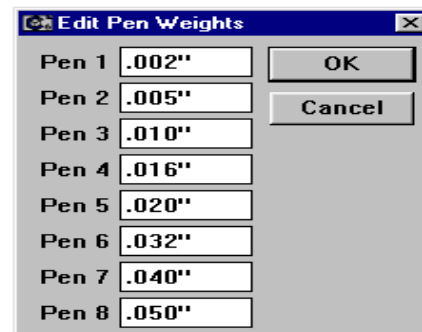 Edit Pen Weights
Pen 1 .002"
OK
Pen 2 .005"
Cancel
Pen 3 .010"
Pen 4 .016"
Pen 5 .020"
Pen 6 .032"
Pen 7 .040"
Pen 8 .050"